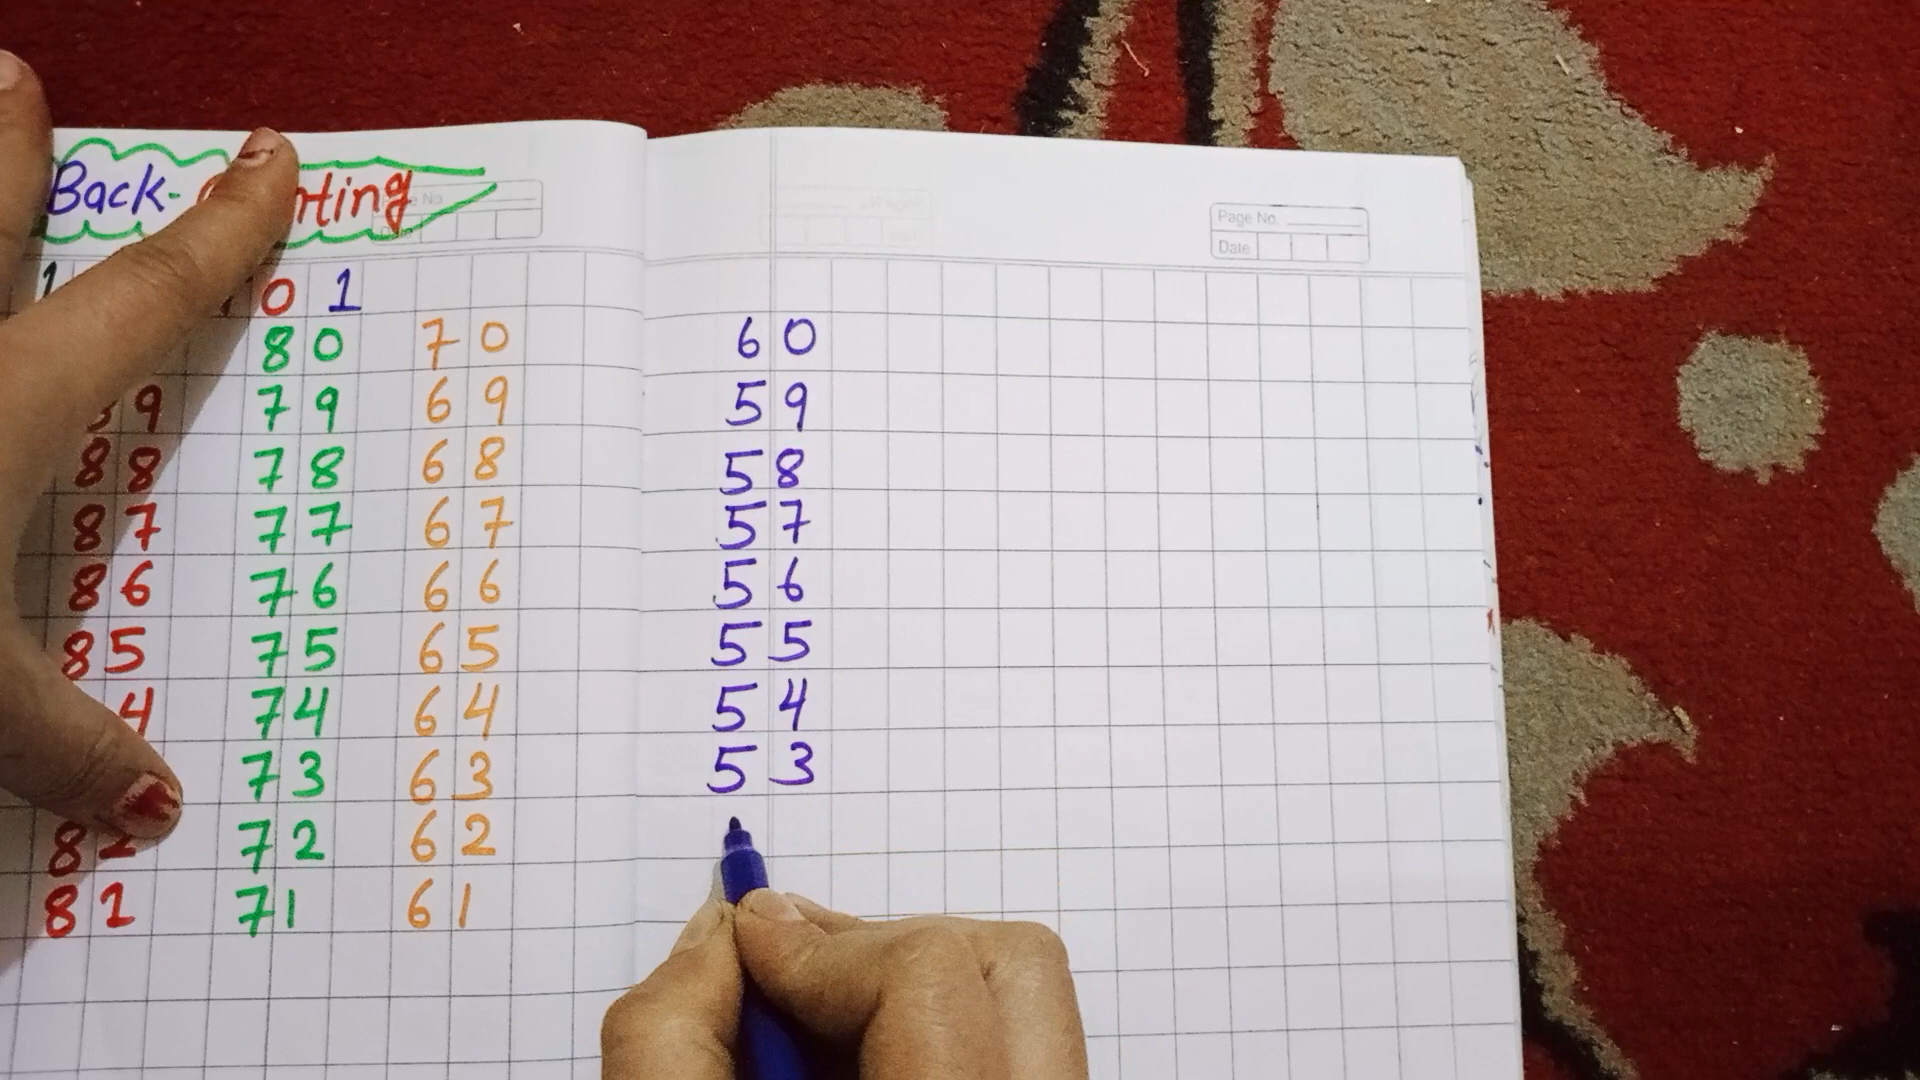 Back-
Page No.
Date
0 1
80 70 60
9 79 69 59
88 78 68 58
87 77 67 57
86 76 66 56
85 75 65 55
4 74 64 54
73 63 53
82 72 62
81 71 61